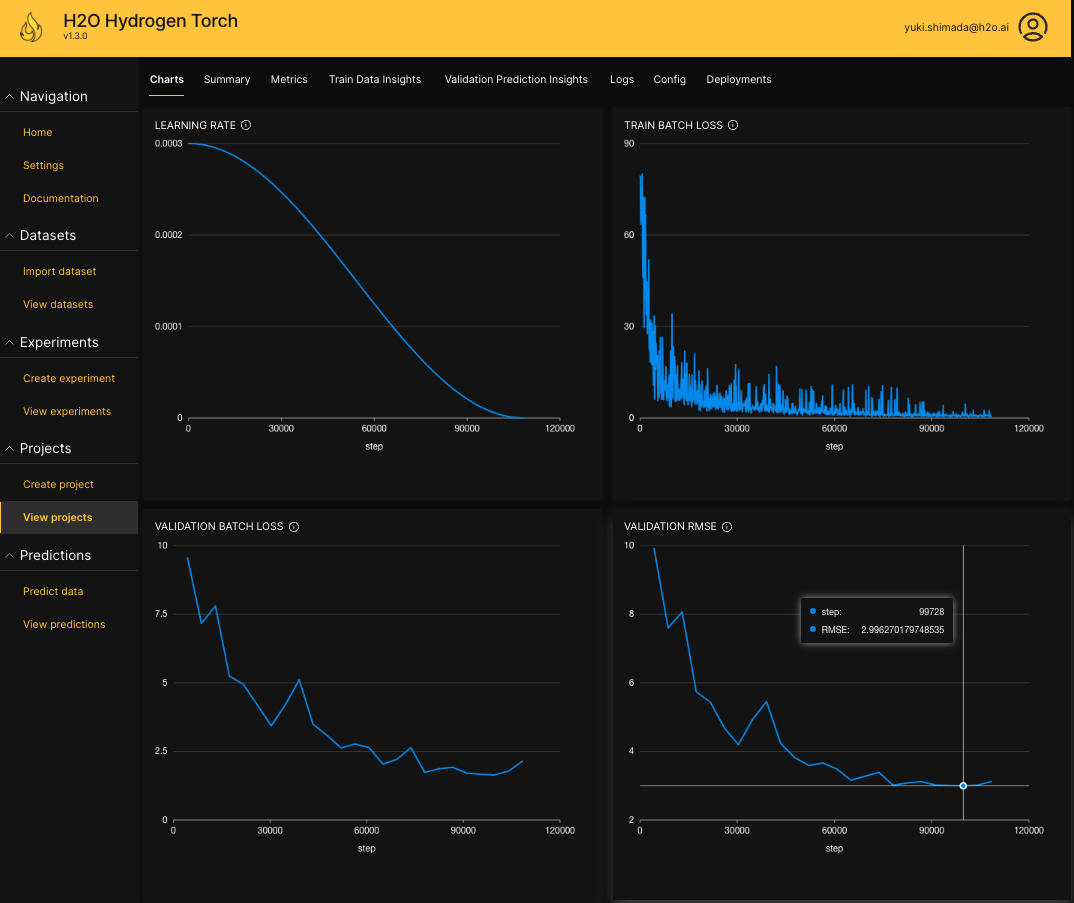 H2O Hydrogen Torch
v1.3.0
yuki.shimada@h2o.ai
Navigation
Home
Settings
Documentation
Datasets
Import dataset
View datasets
Experiments
Create experiment
View experiments
Projects
Create project
View projects
Predictions
Predict data
View predictions
Charts Summary Metrics Train Data Insights Validation Prediction Insights Logs Config Deployments
LEARNING RATE
0.0003
0.0002
0.0001
0
0 30000 60000 90000 120000
step
TRAIN BATCH LOSS
90
60
30
0
0 30000 60000 90000 120000
step
VALIDATION BATCH LOSS
10
7.5
5
2.5
0
0 30000 60000 90000 120000
step
VALIDATION RMSE
10
8
6
4
2
0 30000 60000 90000 120000
step
step: 99728
RMSE: 2.996270179748535